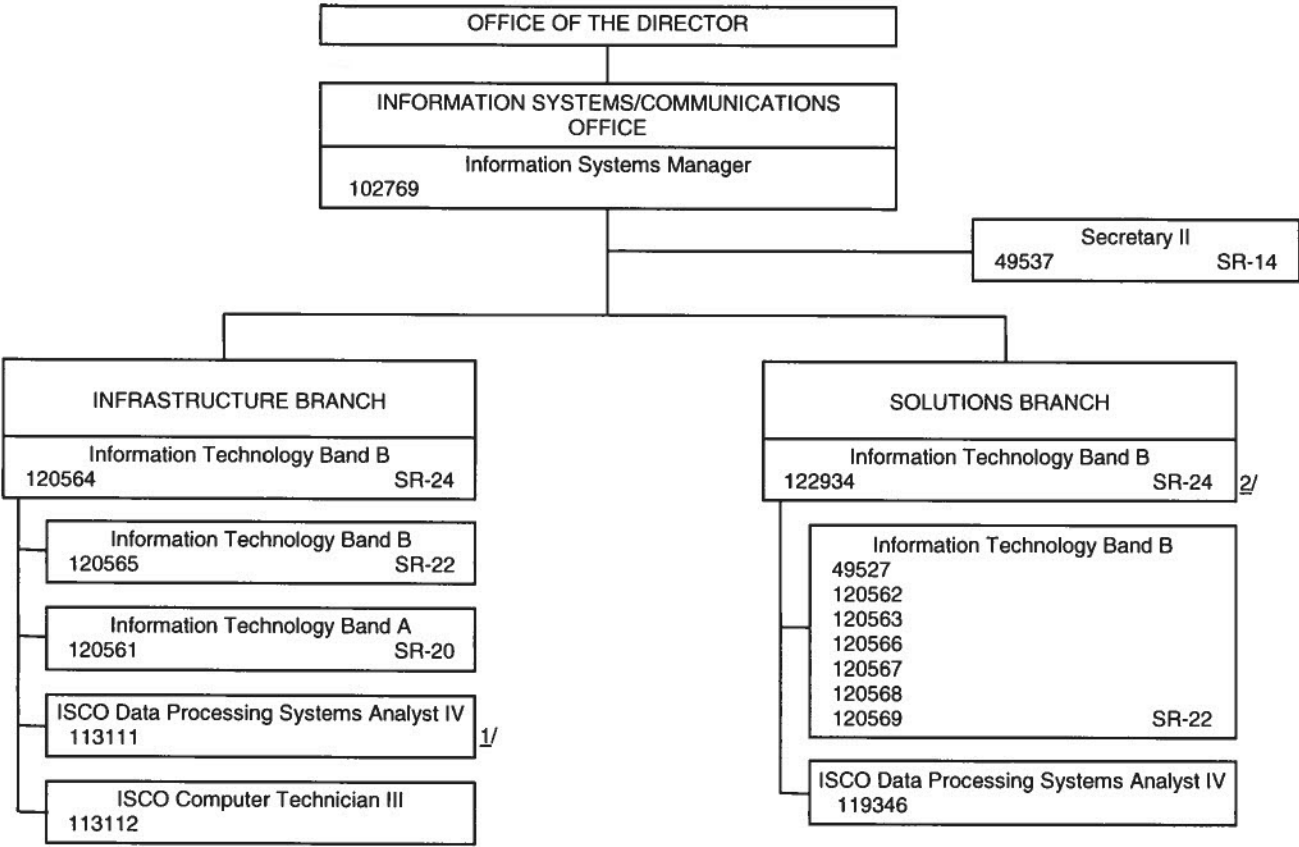 OFFICE OF THE DIRECTOR
INFORMATION SYSTEMS/COMMUNICATIONS
OFFICE
Information Systems Manager
102769
Secretary II
49537 SR-14
INFRASTRUCTURE BRANCH
Information Technology Band B
120564 SR-24
Information Technology Band B
120565 SR-22
Information Technology Band A
120561 SR-20
ISCO Data Processing Systems Analyst IV
113111 1/
ISCO Computer Technician III
113112
SOLUTIONS BRANCH
Information Technology Band B
122934 SR-24 2/
Information Technology Band B
49527
120562
120563
120566
120567
120568
120569 SR-22
ISCO Data Processing Systems Analyst IV
119346